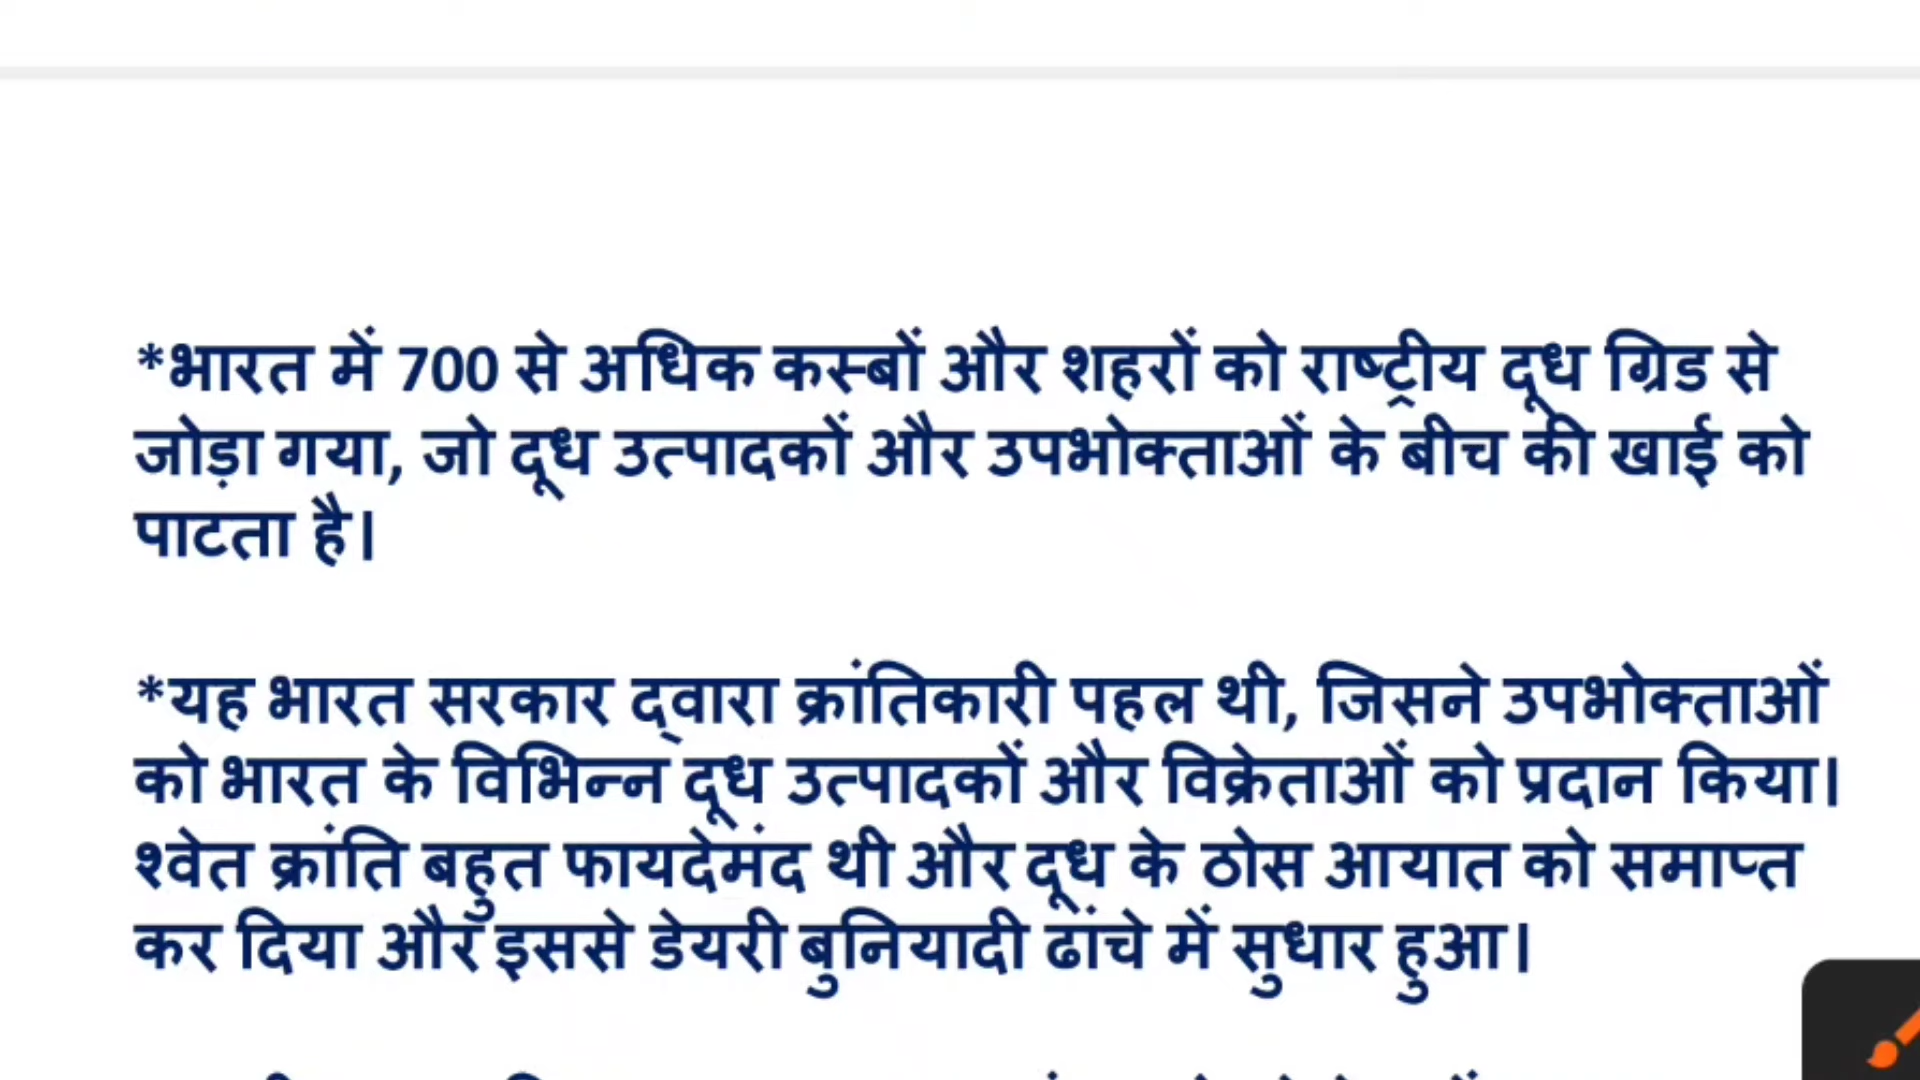 *भारत में 700 से अधिक कस्बों और शहरों को राष्ट्रीय दूध ग्रिड से
जोड़ा गया, जो दूध उत्पादकों और उपभोक्ताओं के बीच की खाई को
पाटता है।
*यह भारत सरकार द्वारा क्रांतिकारी पहल थी, जिसने उपभोक्ताओं
को भारत के विभिन्न दूध उत्पादकों और विक्रेताओं को प्रदान किया।
श्वेत क्रांति बहुत फायदेमंद थी और दूध के ठोस आयात को समाप्त
कर दिया और इससे डेयरी बुनियादी ढांचे में सुधार हुआ।